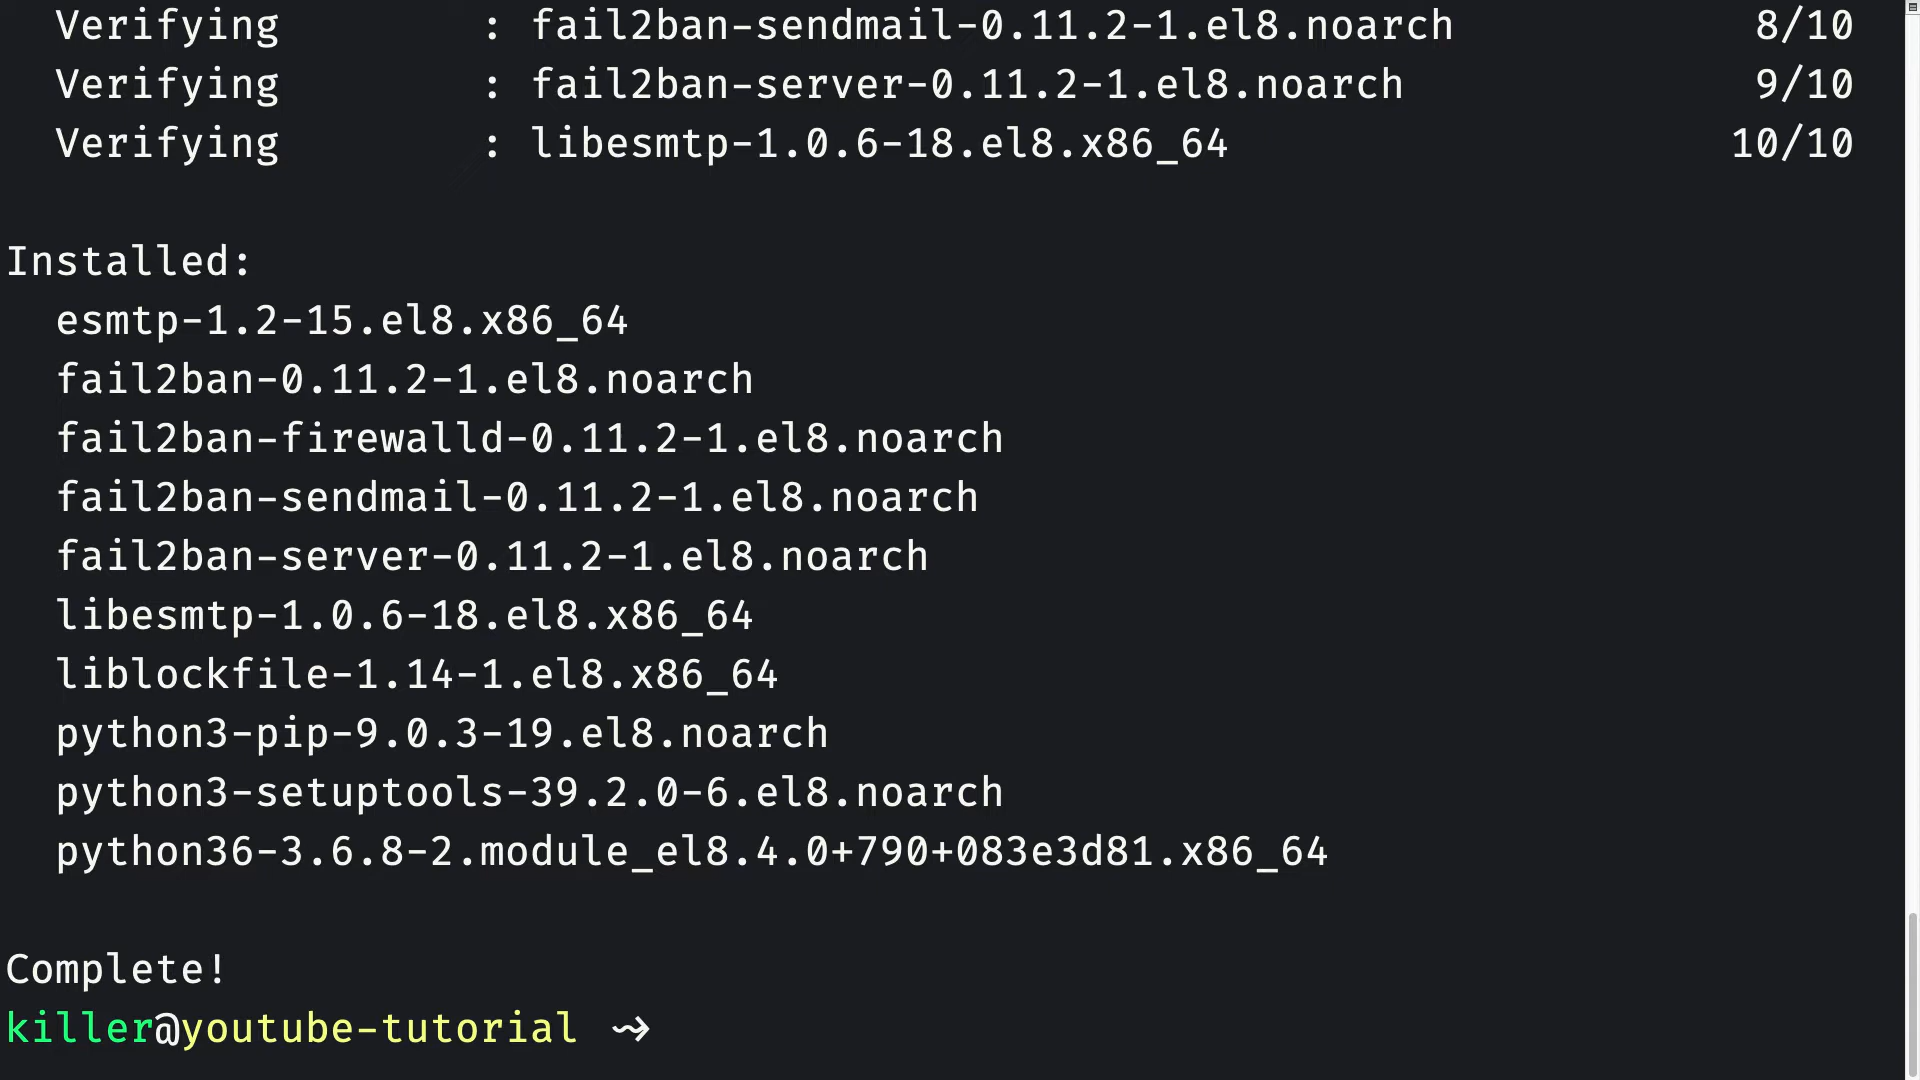 Verifying : fail2ban-sendmail-0.11.2-1.el8.noarch 8/10
Verifying : fail2ban-server-0.11.2-1.el8.noarch 9/10
Verifying : libesmtp-1.0.6-18.el8.x86_64 10/10
Installed:
esmtp-1.2-15.el8.x86_64
fail2ban-0.11.2-1.el8.noarch
fail2ban-firewalld-0.11.2-1.el8.noarch
fail2ban-sendmail-0.11.2-1.el8.noarch
fail2ban-server-0.11.2-1.el8.noarch
libesmtp-1.0.6-18.el8.x86_64
liblockfile-1.14-1.el8.x86_64
python3-pip-9.0.3-19.el8.noarch
python3-setuptools-39.2.0-6.el8.noarch
python36-3.6.8-2.module_el8.4.0+790+083e3d81.x86_64
Complete!
killer@youtube-tutorial ⇝